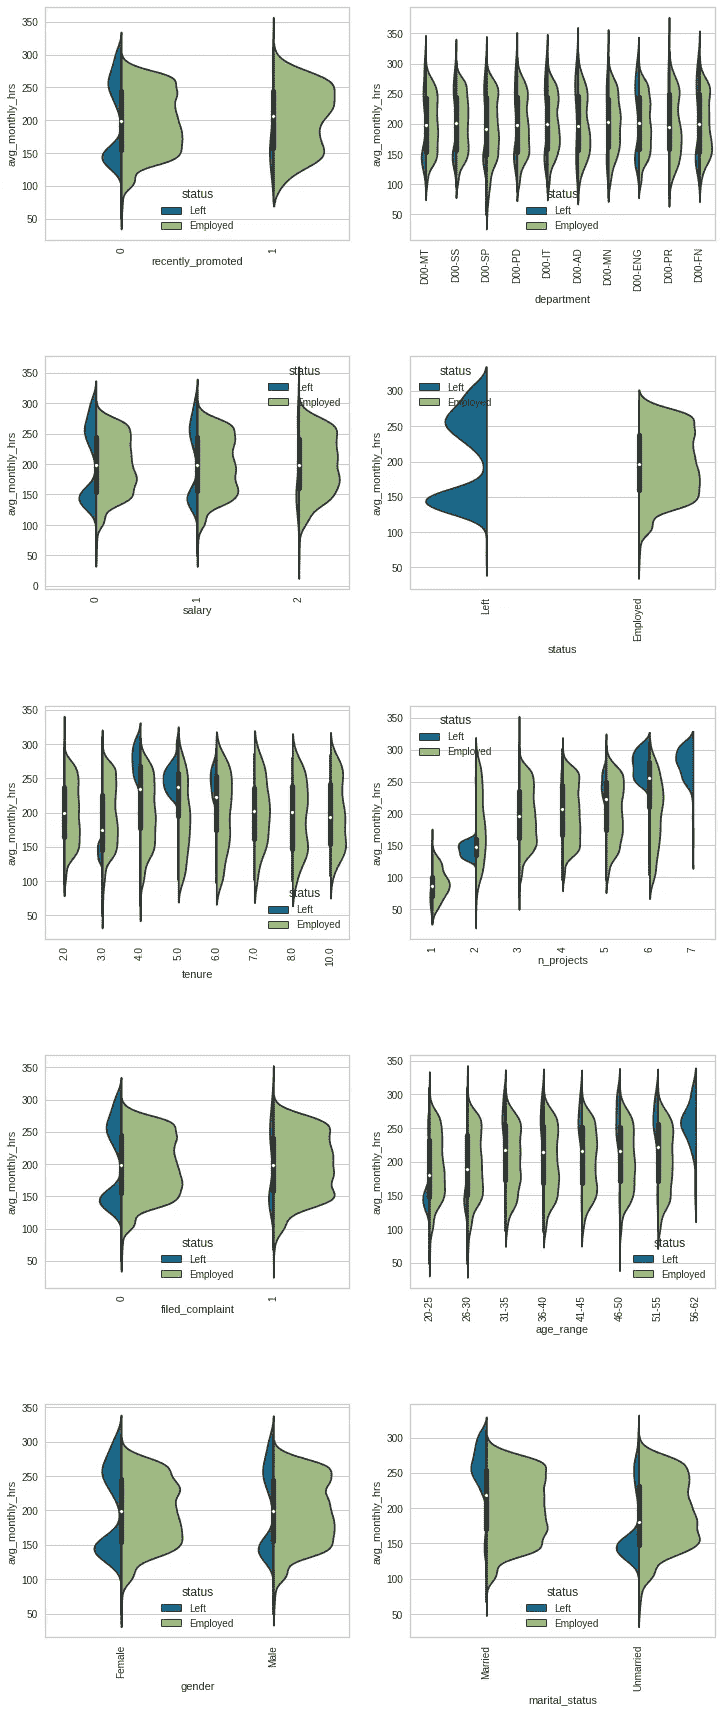 350
300
250
200
150
100
50
avg_monthly_hrs
status
Left
Employed
0
1
recently_promoted
350
300
250
200
150
100
50
avg_monthly_hrs
status
Left
Employed
D00-MT
D00-SS
D00-SP
D00-PD
D00-IT
D00-AD
D00-MN
D00-ENG
D00-PR
D00-FN
department
350
300
250
200
150
100
50
0
avg_monthly_hrs
status
Left
Employed
0
1
2
salary
300
250
200
150
100
50
avg_monthly_hrs
status
Left
Employed
Left
Employed
status
350
300
250
200
150
100
50
avg_monthly_hrs
status
Left
Employed
2.0
3.0
4.0
5.0
6.0
7.0
8.0
10.0
tenure
350
300
250
200
150
100
50
avg_monthly_hrs
status
Left
Employed
1
2
3
4
5
6
7
n_projects
350
300
250
200
150
100
50
avg_monthly_hrs
status
Left
Employed
0
1
filed_complaint
350
300
250
200
150
100
50
avg_monthly_hrs
status
Left
Employed
20-25
26-30
31-35
36-40
41-45
46-50
51-55
56-62
age_range
350
300
250
200
150
100
50
avg_monthly_hrs
status
Left
Employed
Female
Male
gender
300
250
200
150
100
50
avg_monthly_hrs
status
Left
Employed
Married
Unmarried
marital_status